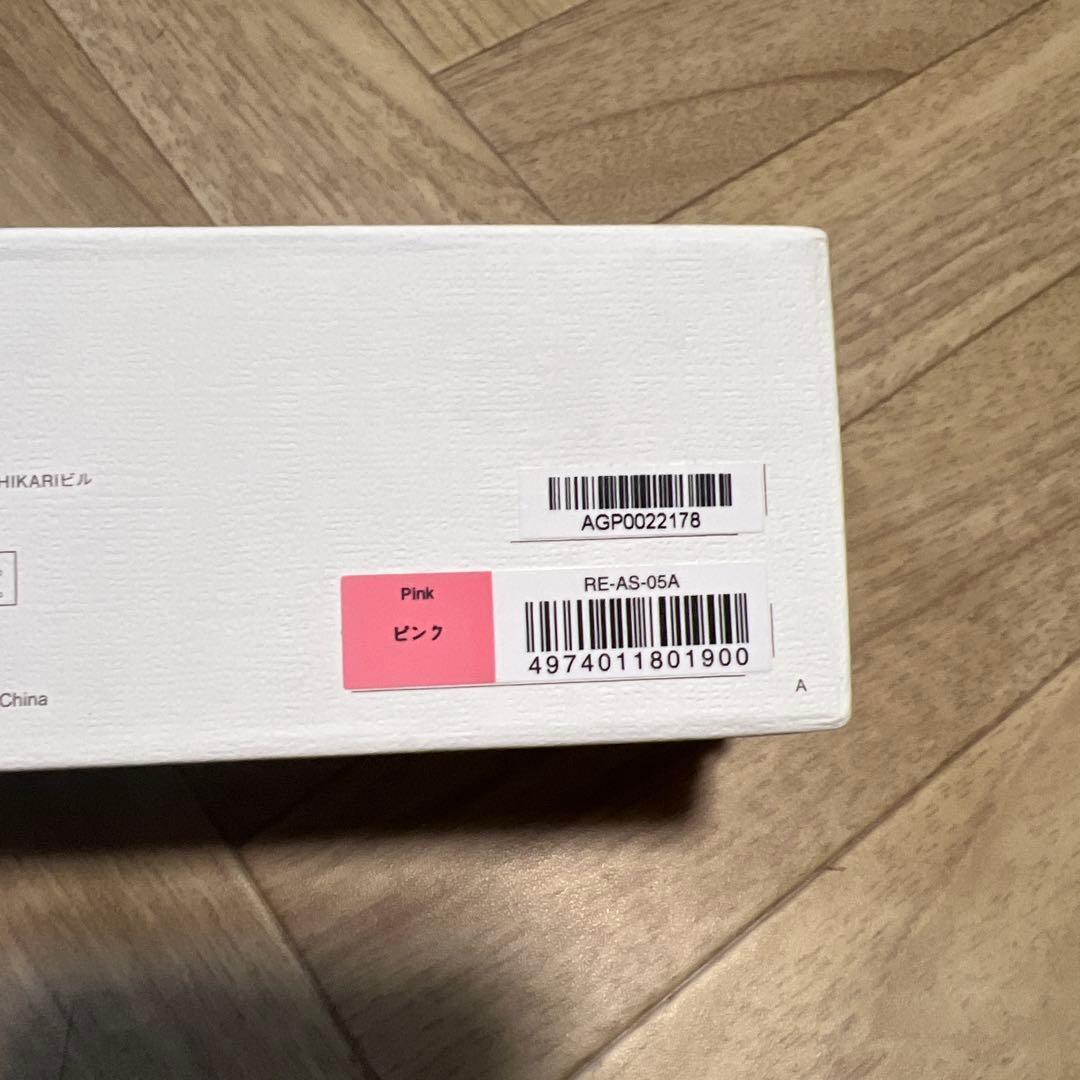 HIKARIビル
AGP0022178
Pink
ピンク
RE-AS-05A
4974011801900
China
A